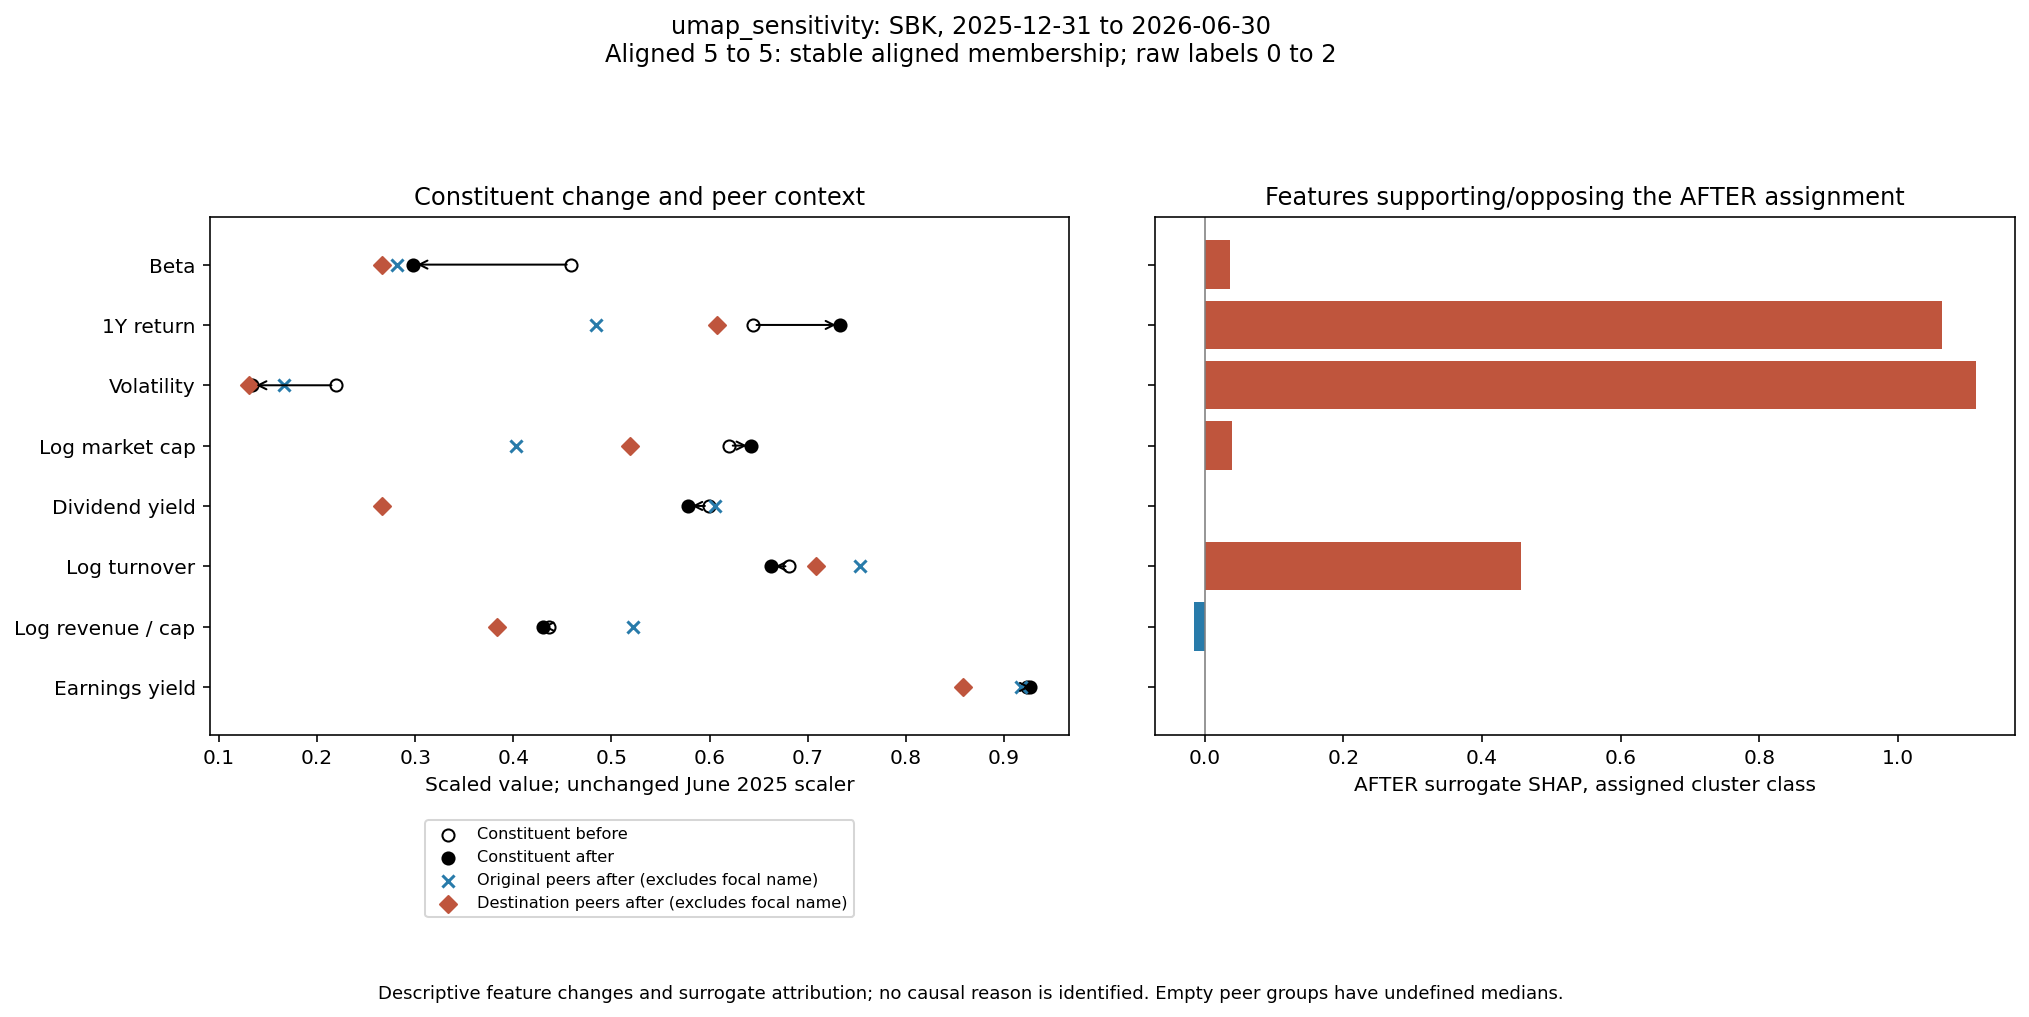 umap_sensitivity: SBK, 2025-12-31 to 2026-06-30
Aligned 5 to 5: stable aligned membership; raw labels 0 to 2
Constituent change and peer context
Beta
1Y return
Volatility
Log market cap
Dividend yield
Log turnover
Log revenue / cap
Earnings yield
0.1 0.2 0.3 0.4 0.5 0.6 0.7 0.8 0.9
Scaled value; unchanged June 2025 scaler
Constituent before
Constituent after
Original peers after (excludes focal name)
Destination peers after (excludes focal name)
Features supporting/opposing the AFTER assignment
0.0 0.2 0.4 0.6 0.8 1.0
AFTER surrogate SHAP, assigned cluster class
Descriptive feature changes and surrogate attribution; no causal reason is identified. Empty peer groups have undefined medians.